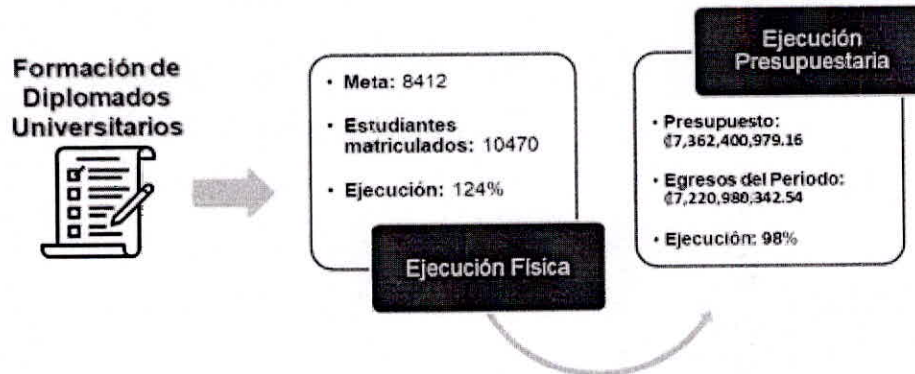 Formación de
Diplomados
Universitarios
• Meta: 8412
• Estudiantes
matriculados: 10470
• Ejecución: 124%
Ejecución Física
Ejecución
Presupuestaria
• Presupuesto:
₡7,362,400,979.16
• Egresos del Periodo:
₡7,220,980,342.54
• Ejecución: 98%